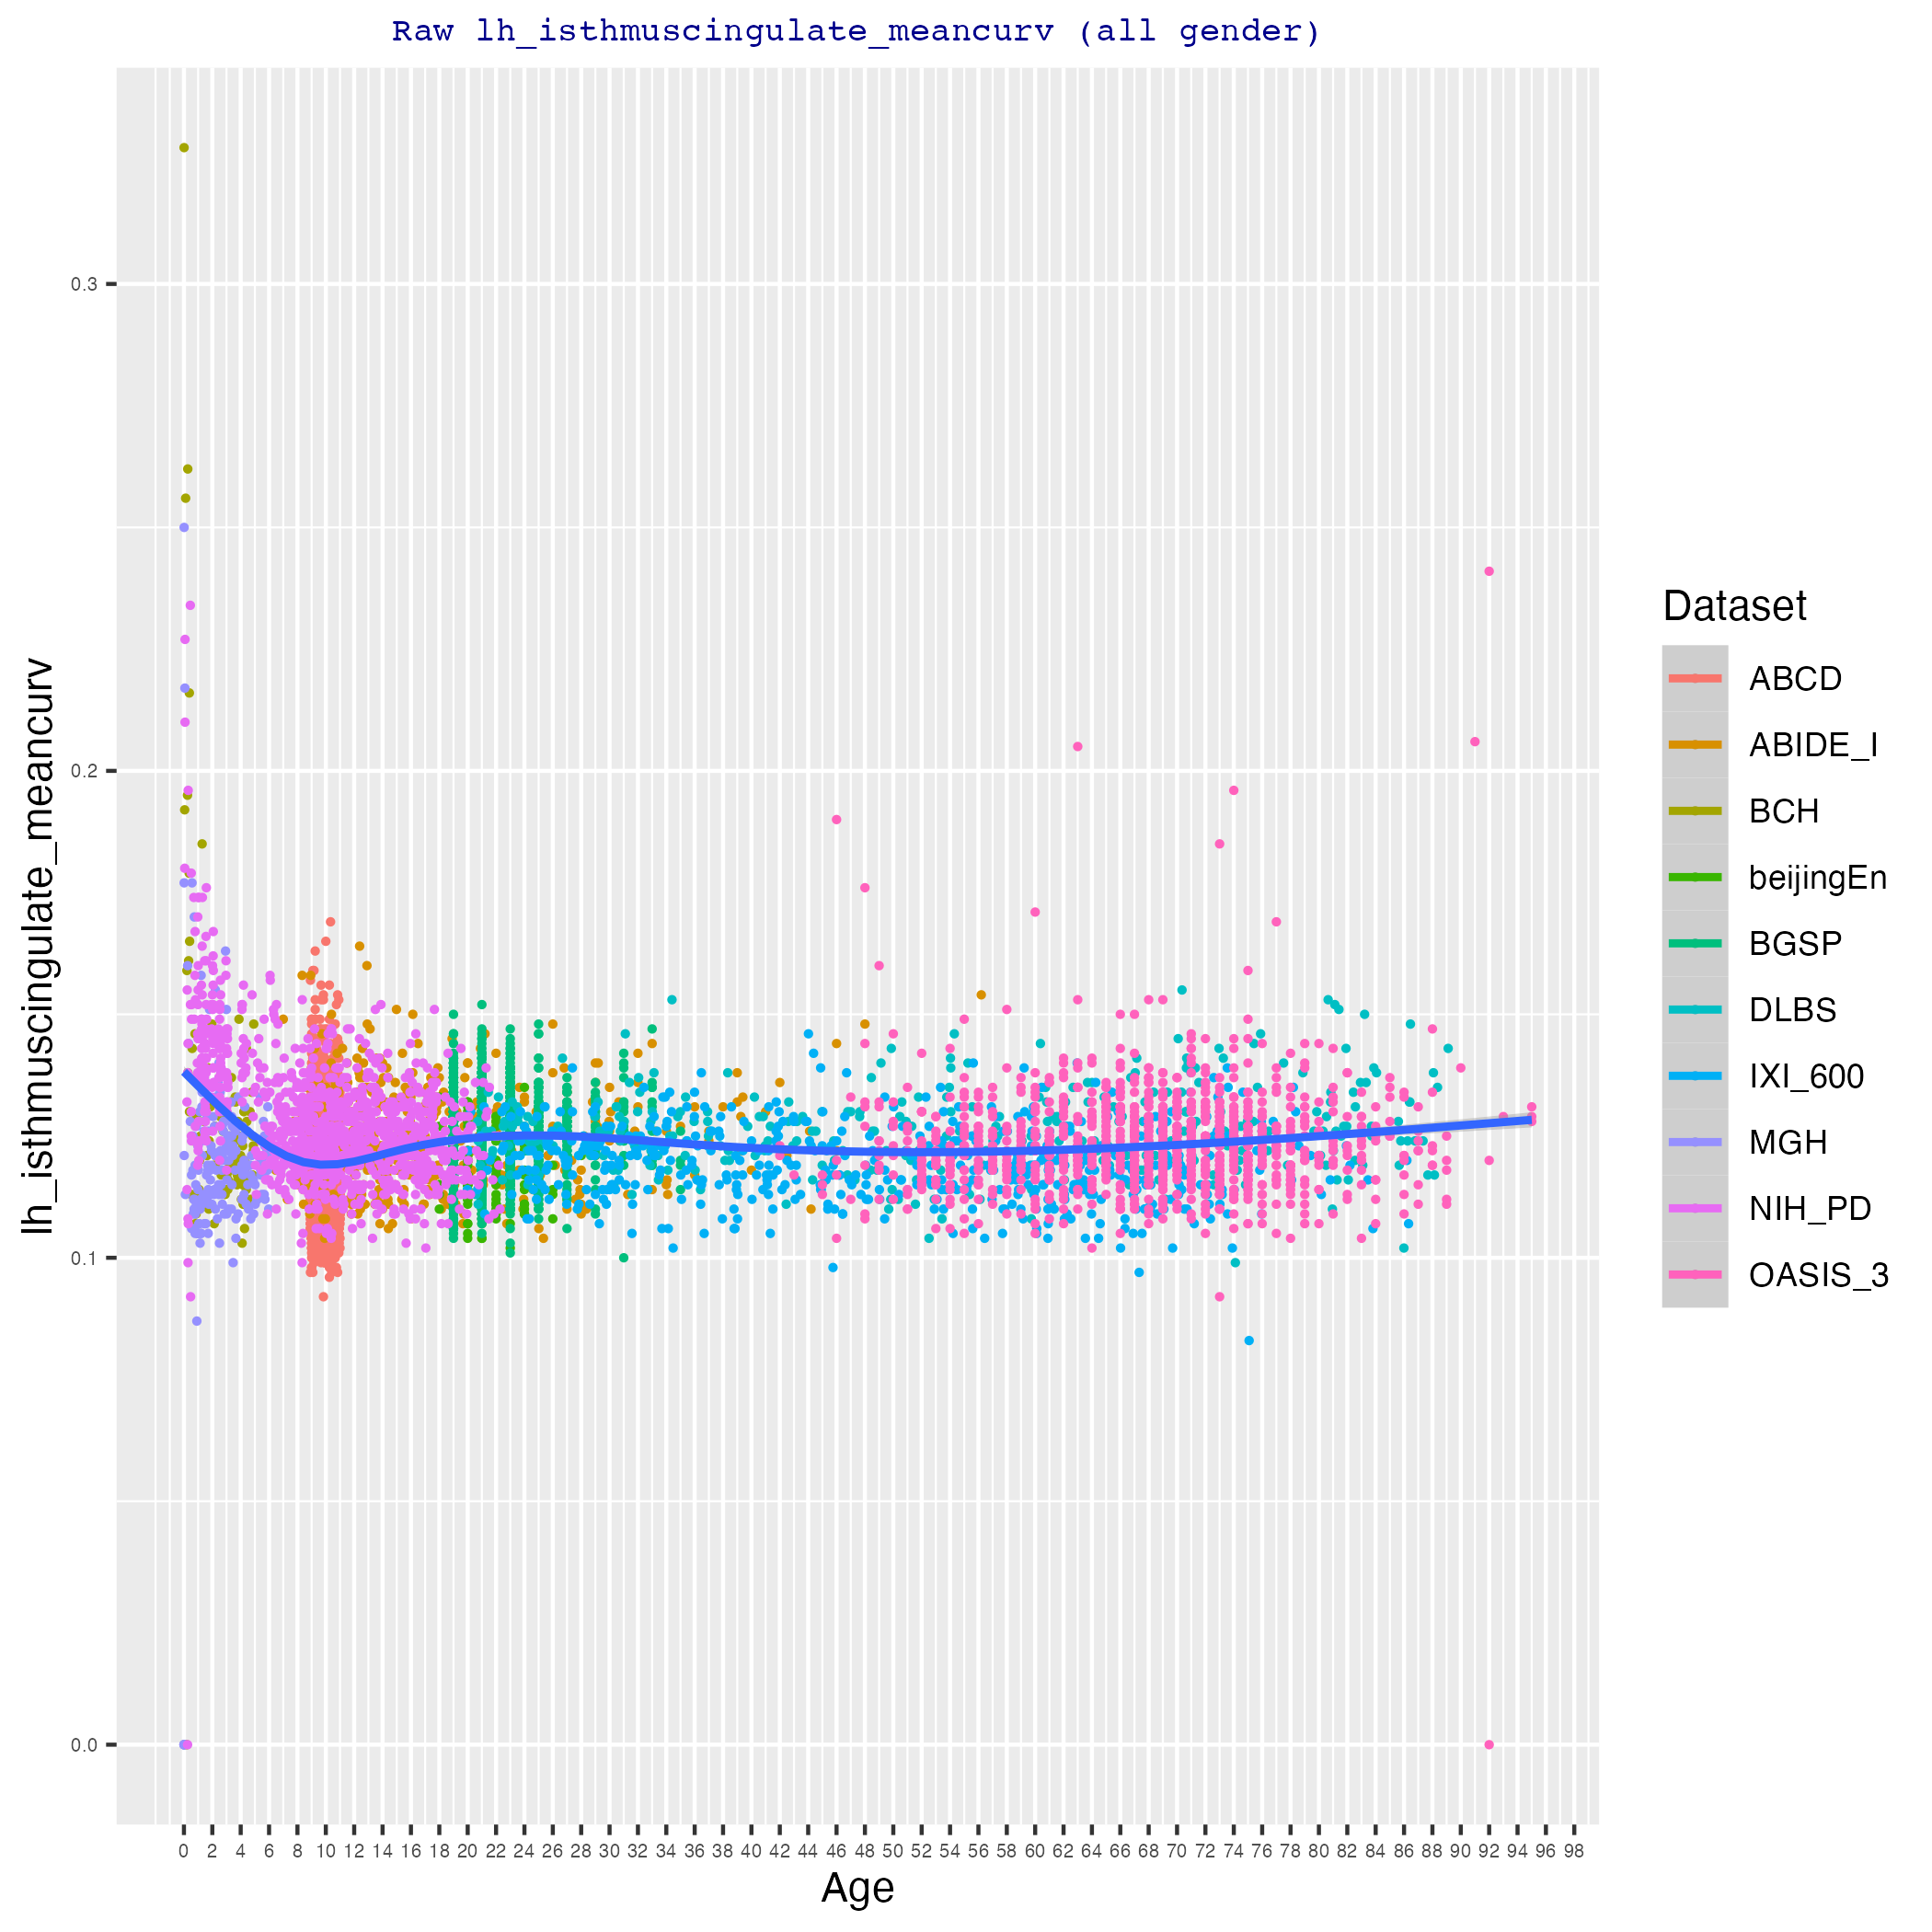 Raw lh_isthmuscingulate_meancurv (all gender)
lh_isthmuscingulate_meancurv
0.3
0.2
0.1
0.0
0 2 4 6 8 10 12 14 16 18 20 22 24 26 28 30 32 34 36 38 40 42 44 46 48 50 52 54 56 58 60 62 64 66 68 70 72 74 76 78 80 82 84 86 88 90 92 94 96 98
Age
Dataset
ABCD
ABIDE_I
BCH
beijingEn
BGSP
DLBS
IXI_600
MGH
NIH_PD
OASIS_3